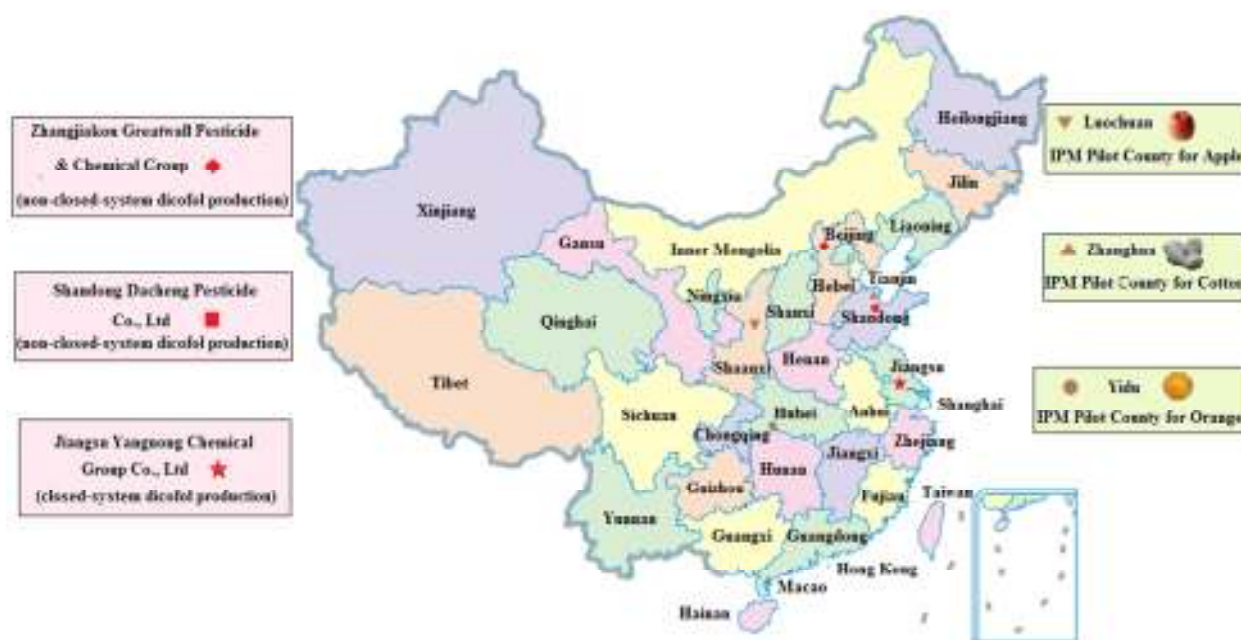 Zhangjiakou Greatwall Pesticide
& Chemical Group
(non-closed-system dicofol production)
Shandong Dacheng Pesticide
Co., Ltd
(non-closed-system dicofol production)
Jiangsu Yangnong Chemical
Group Co., Ltd
(closed-system dicofol production)
Heilongjiang
Jilin
Liaoning
Xinjiang
Gansu
Inner Mongolia
Beijing
Tianjin
Hebei
Ningxia
Shanxi
Shandong
Qinghai
Shaanxi
Henan
Jiangsu
Tibet
Sichuan
Hubei
Anhui
Shanghai
Chongqing
Zhejiang
Hunan
Jiangxi
Guizhou
Fujian
Taiwan
Yunnan
Guangxi
Guangdong
Hong Kong
Macao
Hainan
Luochuan
IPM Pilot County for Apple
Zhanghua
IPM Pilot County for Cotton
Yidu
IPM Pilot County for Orange